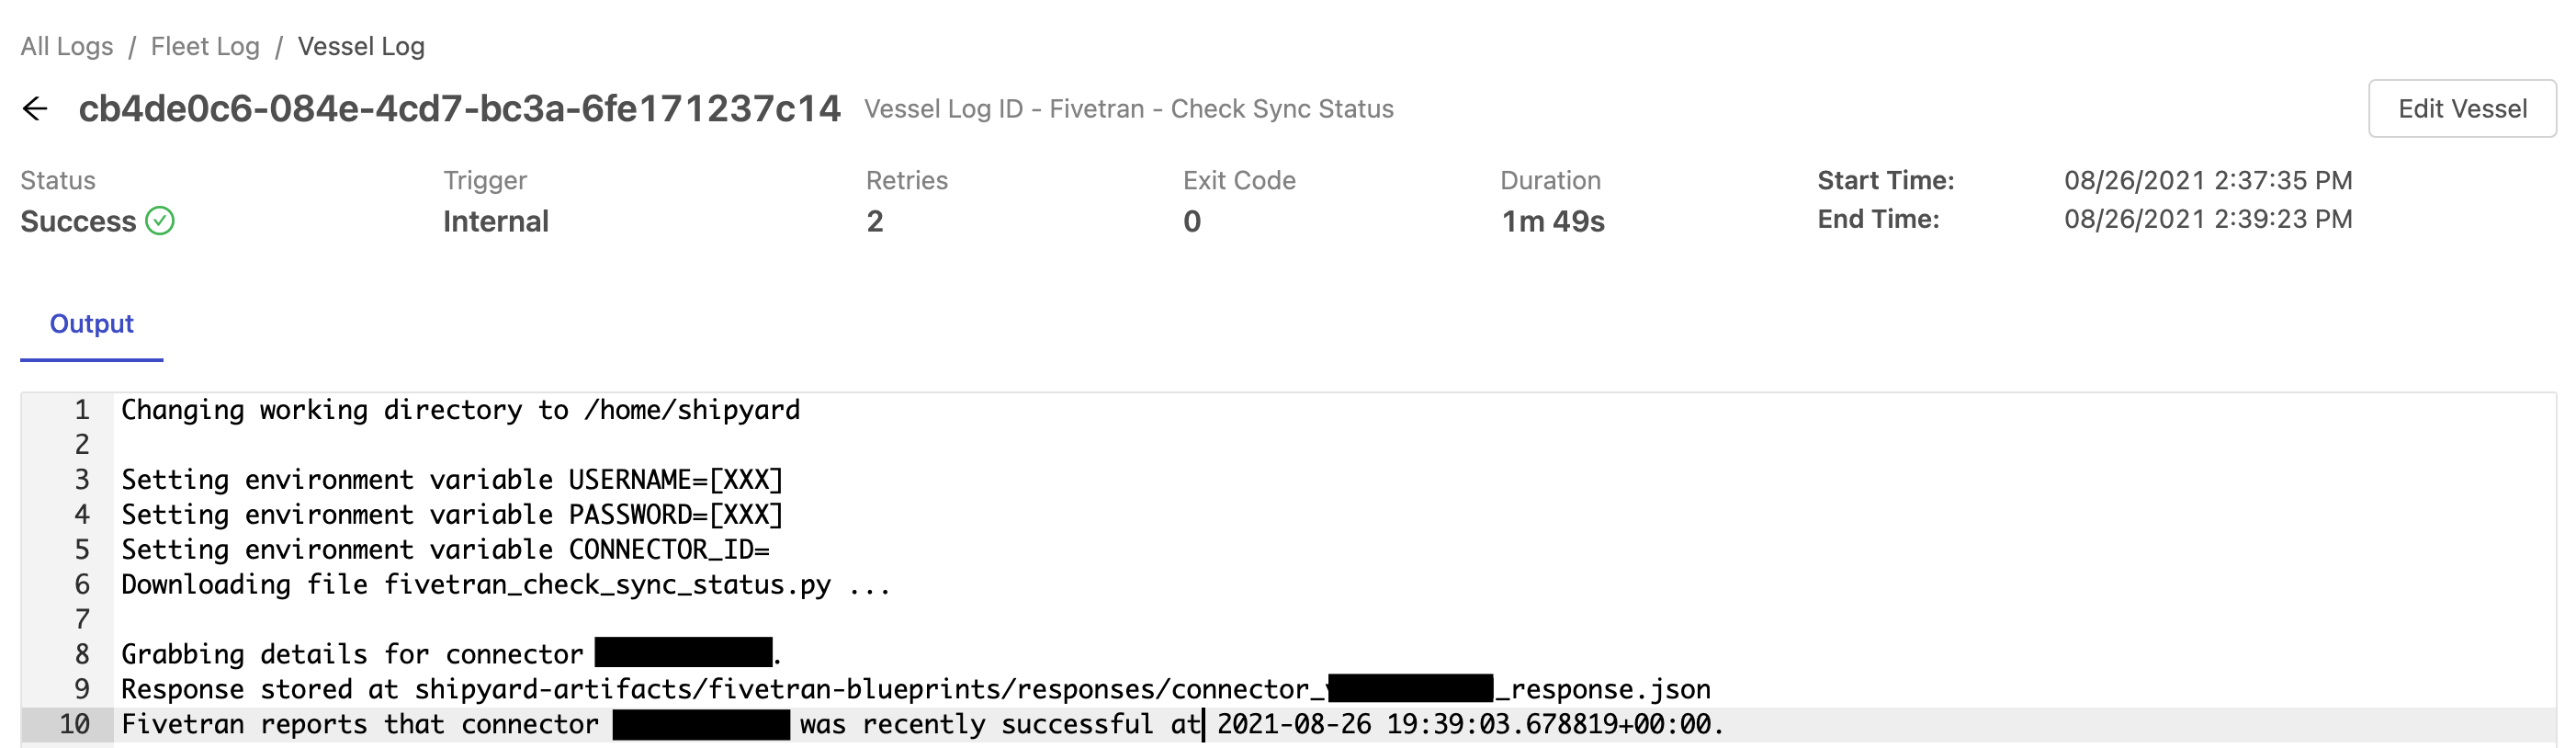 All Logs / Fleet Log / Vessel Log
cb4de0c6-084e-4cd7-bc3a-6fe171237c14 Vessel Log ID - Fivetran - Check Sync Status Edit Vessel
Status Trigger Retries Exit Code Duration Start Time: 08/26/2021 2:37:35 PM
Success Internal 2 0 1m 49s End Time: 08/26/2021 2:39:23 PM
Output
1 Changing working directory to /home/shipyard
2
3 Setting environment variable USERNAME=[XXX]
4 Setting environment variable PASSWORD=[XXX]
5 Setting environment variable CONNECTOR_ID=
6 Downloading file fivetran_check_sync_status.py ...
7
8 Grabbing details for connector .
9 Response stored at shipyard-artifacts/fivetran-blueprints/responses/connector_ _response.json
10 Fivetran reports that connector was recently successful at 2021-08-26 19:39:03.678819+00:00.